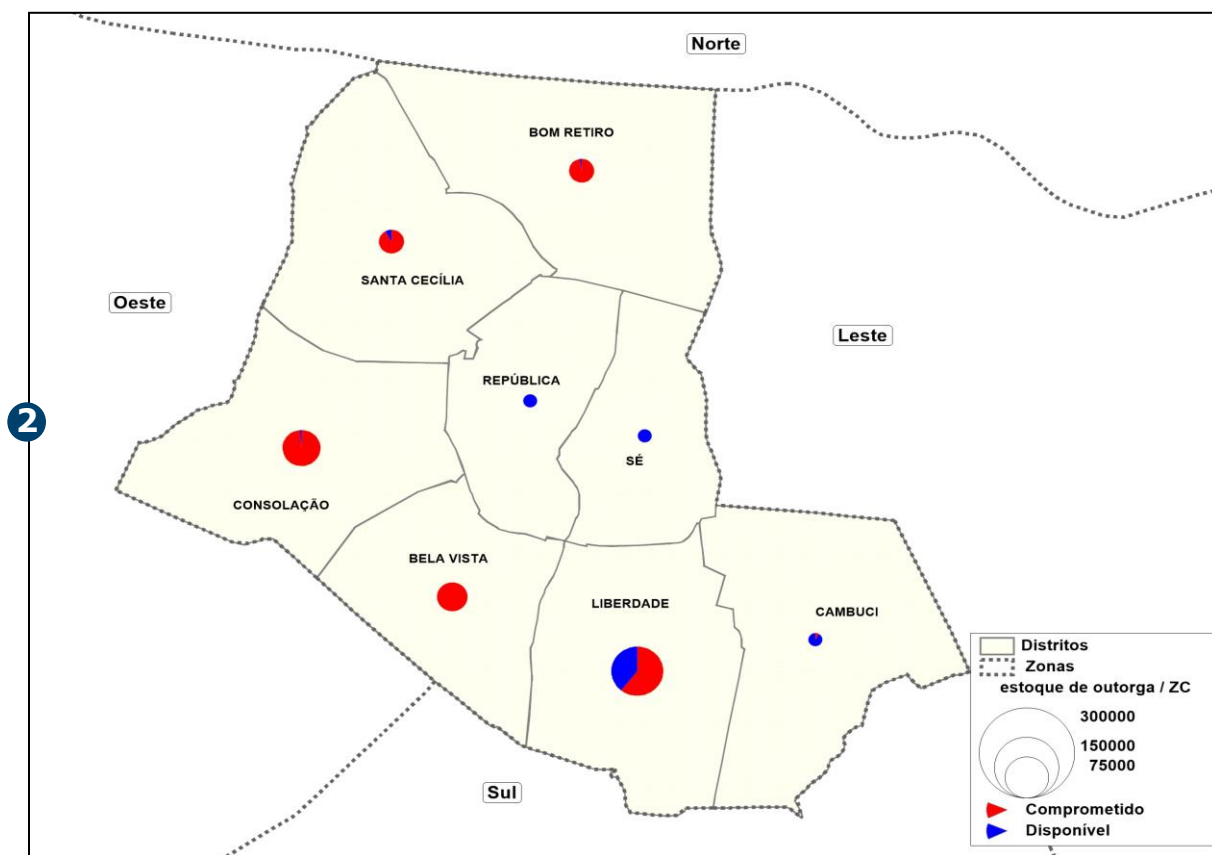 Norte
BOM RETIRO
SANTA CECÍLIA
Oeste
Leste
REPÚBLICA
2
SÉ
CONSOLAÇÃO
BELA VISTA
LIBERDADE
CAMBUCI
Sul
Distritos
Zonas
estoque de outorga / ZC
300000
150000
75000
Comprometido
Disponível